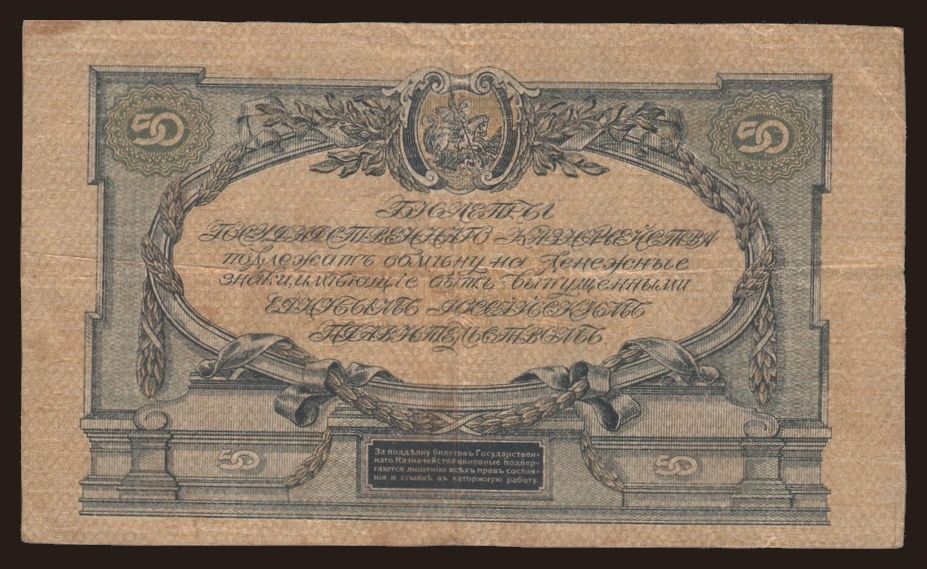 50 50
БИЛЕТЫ
ГОСУДАРСТВЕННАГО КАЗНАЧЕЙСТВА
подлежатъ обмѣну на денежные
знаки, имѣющіе быть выпущенными
ЕДИНЫМЪ РОССІЙСКИМЪ
ПРАВИТЕЛЬСТВОМЪ.
50 50
За поддѣлку билетовъ Государствен-
наго Казначейства виновные подвер-
гаются лишенію всѣхъ правъ состоя-
нія и ссылкѣ въ каторжную работу.